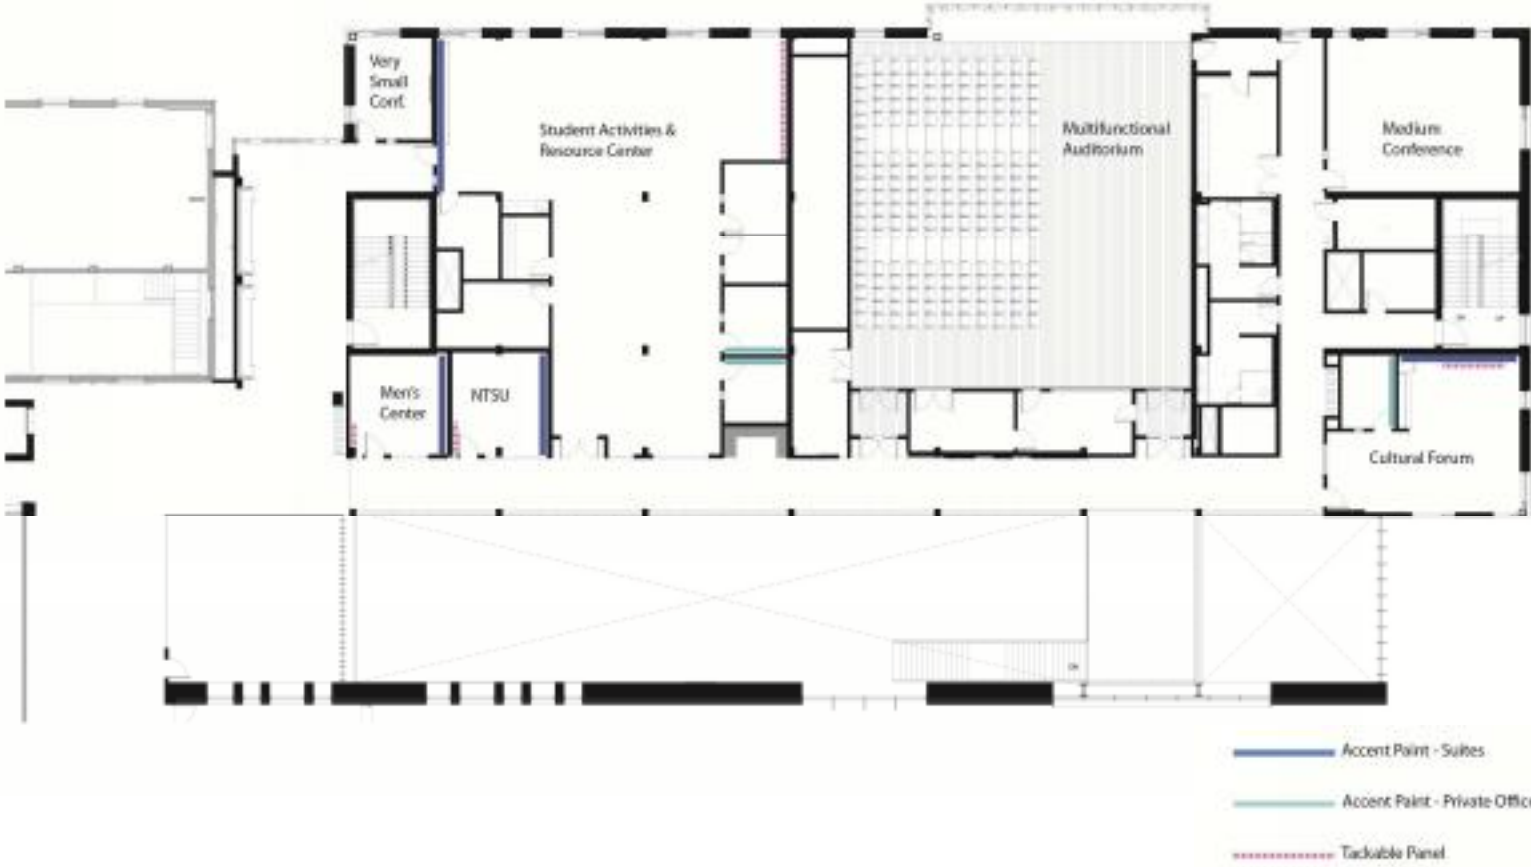 Very
Small
Conf.
Student Activities &
Resource Center
Multifunctional
Auditorium
Medium
Conference
Men's
Center
NTSU
Cultural Forum
Accent Paint - Suites
Accent Paint - Private Office
Tackable Panel